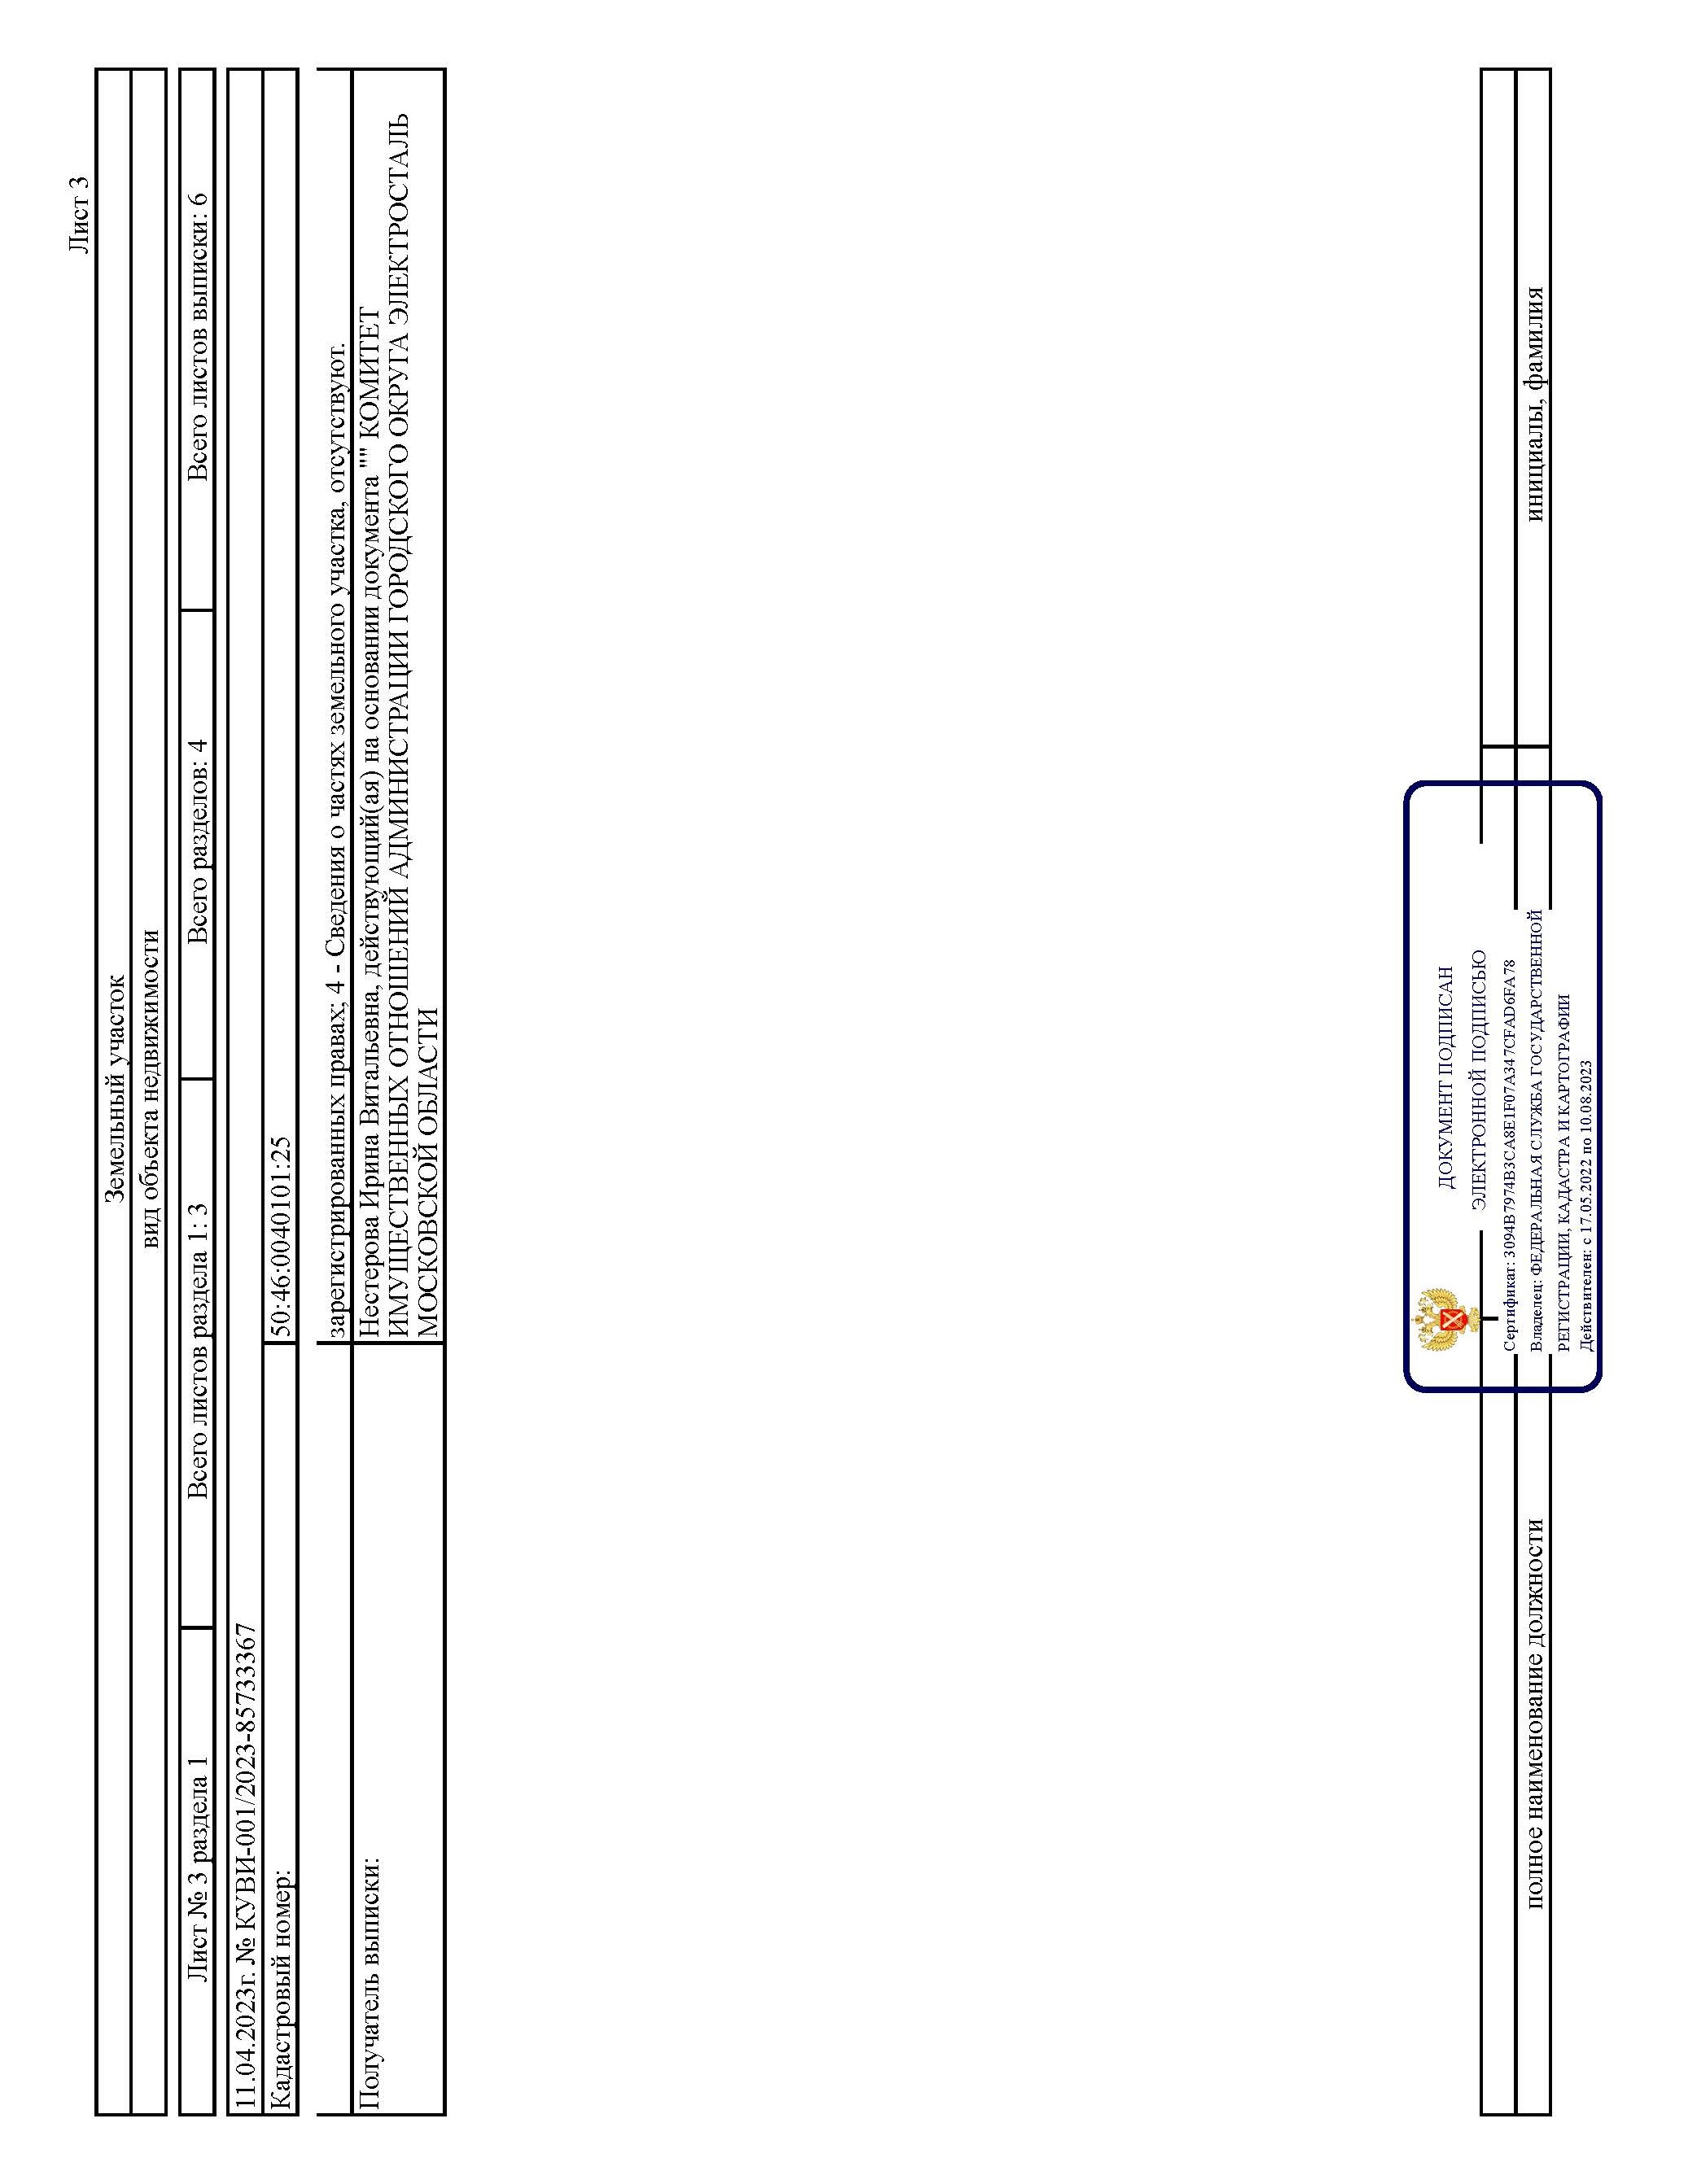 Лист 3
Земельный участок
вид объекта недвижимости
Лист № 3 раздела 1 Всего листов раздела 1: 3 Всего разделов: 4 Всего листов выписки: 6
11.04.2023г. № КУВИ-001/2023-85733367
Кадастровый номер: 50:46:0040101:25
зарегистрированных правах; 4 - Сведения о частях земельного участка, отсутствуют.
Получатель выписки: Нестерова Ирина Витальевна, действующий(ая) на основании документа "" КОМИТЕТ
ИМУЩЕСТВЕННЫХ ОТНОШЕНИЙ АДМИНИСТРАЦИИ ГОРОДСКОГО ОКРУГА ЭЛЕКТРОСТАЛЬ
МОСКОВСКОЙ ОБЛАСТИ
ДОКУМЕНТ ПОДПИСАН
ЭЛЕКТРОННОЙ ПОДПИСЬЮ
Сертификат: 3094B7974B3CA8E1F07A347CFAD6FA78
Владелец: ФЕДЕРАЛЬНАЯ СЛУЖБА ГОСУДАРСТВЕННОЙ
РЕГИСТРАЦИИ, КАДАСТРА И КАРТОГРАФИИ
Действителен: с 17.05.2022 по 10.08.2023
полное наименование должности инициалы, фамилия